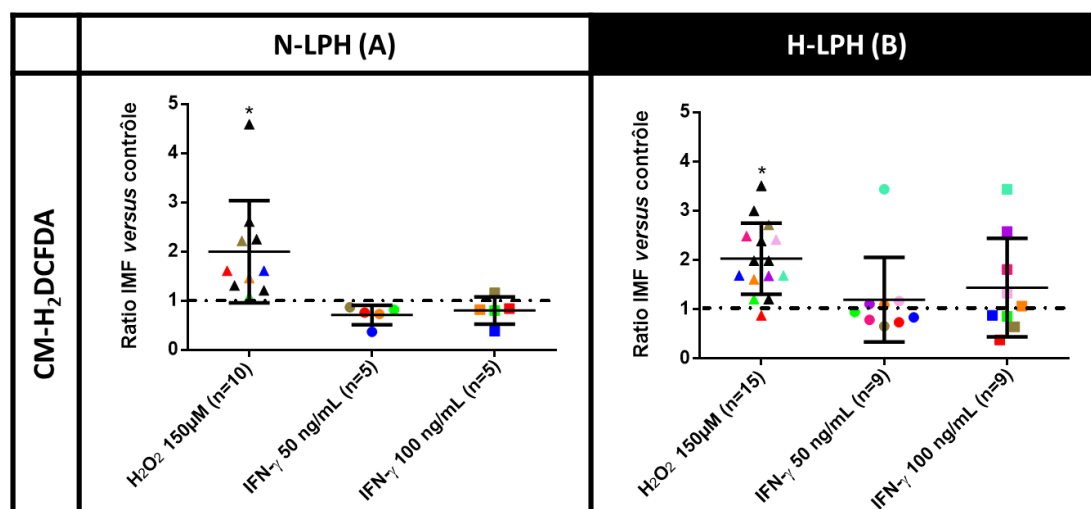 N-LPH (A)
H-LPH (B)
CM-H₂DCFDA
Ratio IMF versus contrôle
5
4
3
2
1
0
*
H₂O₂ 150µM (n=10)
IFN-γ 50 ng/mL (n=5)
IFN-γ 100 ng/mL (n=5)
Ratio IMF versus contrôle
5
4
3
2
1
0
*
H₂O₂ 150µM (n=15)
IFN-γ 50 ng/mL (n=9)
IFN-γ 100 ng/mL (n=9)